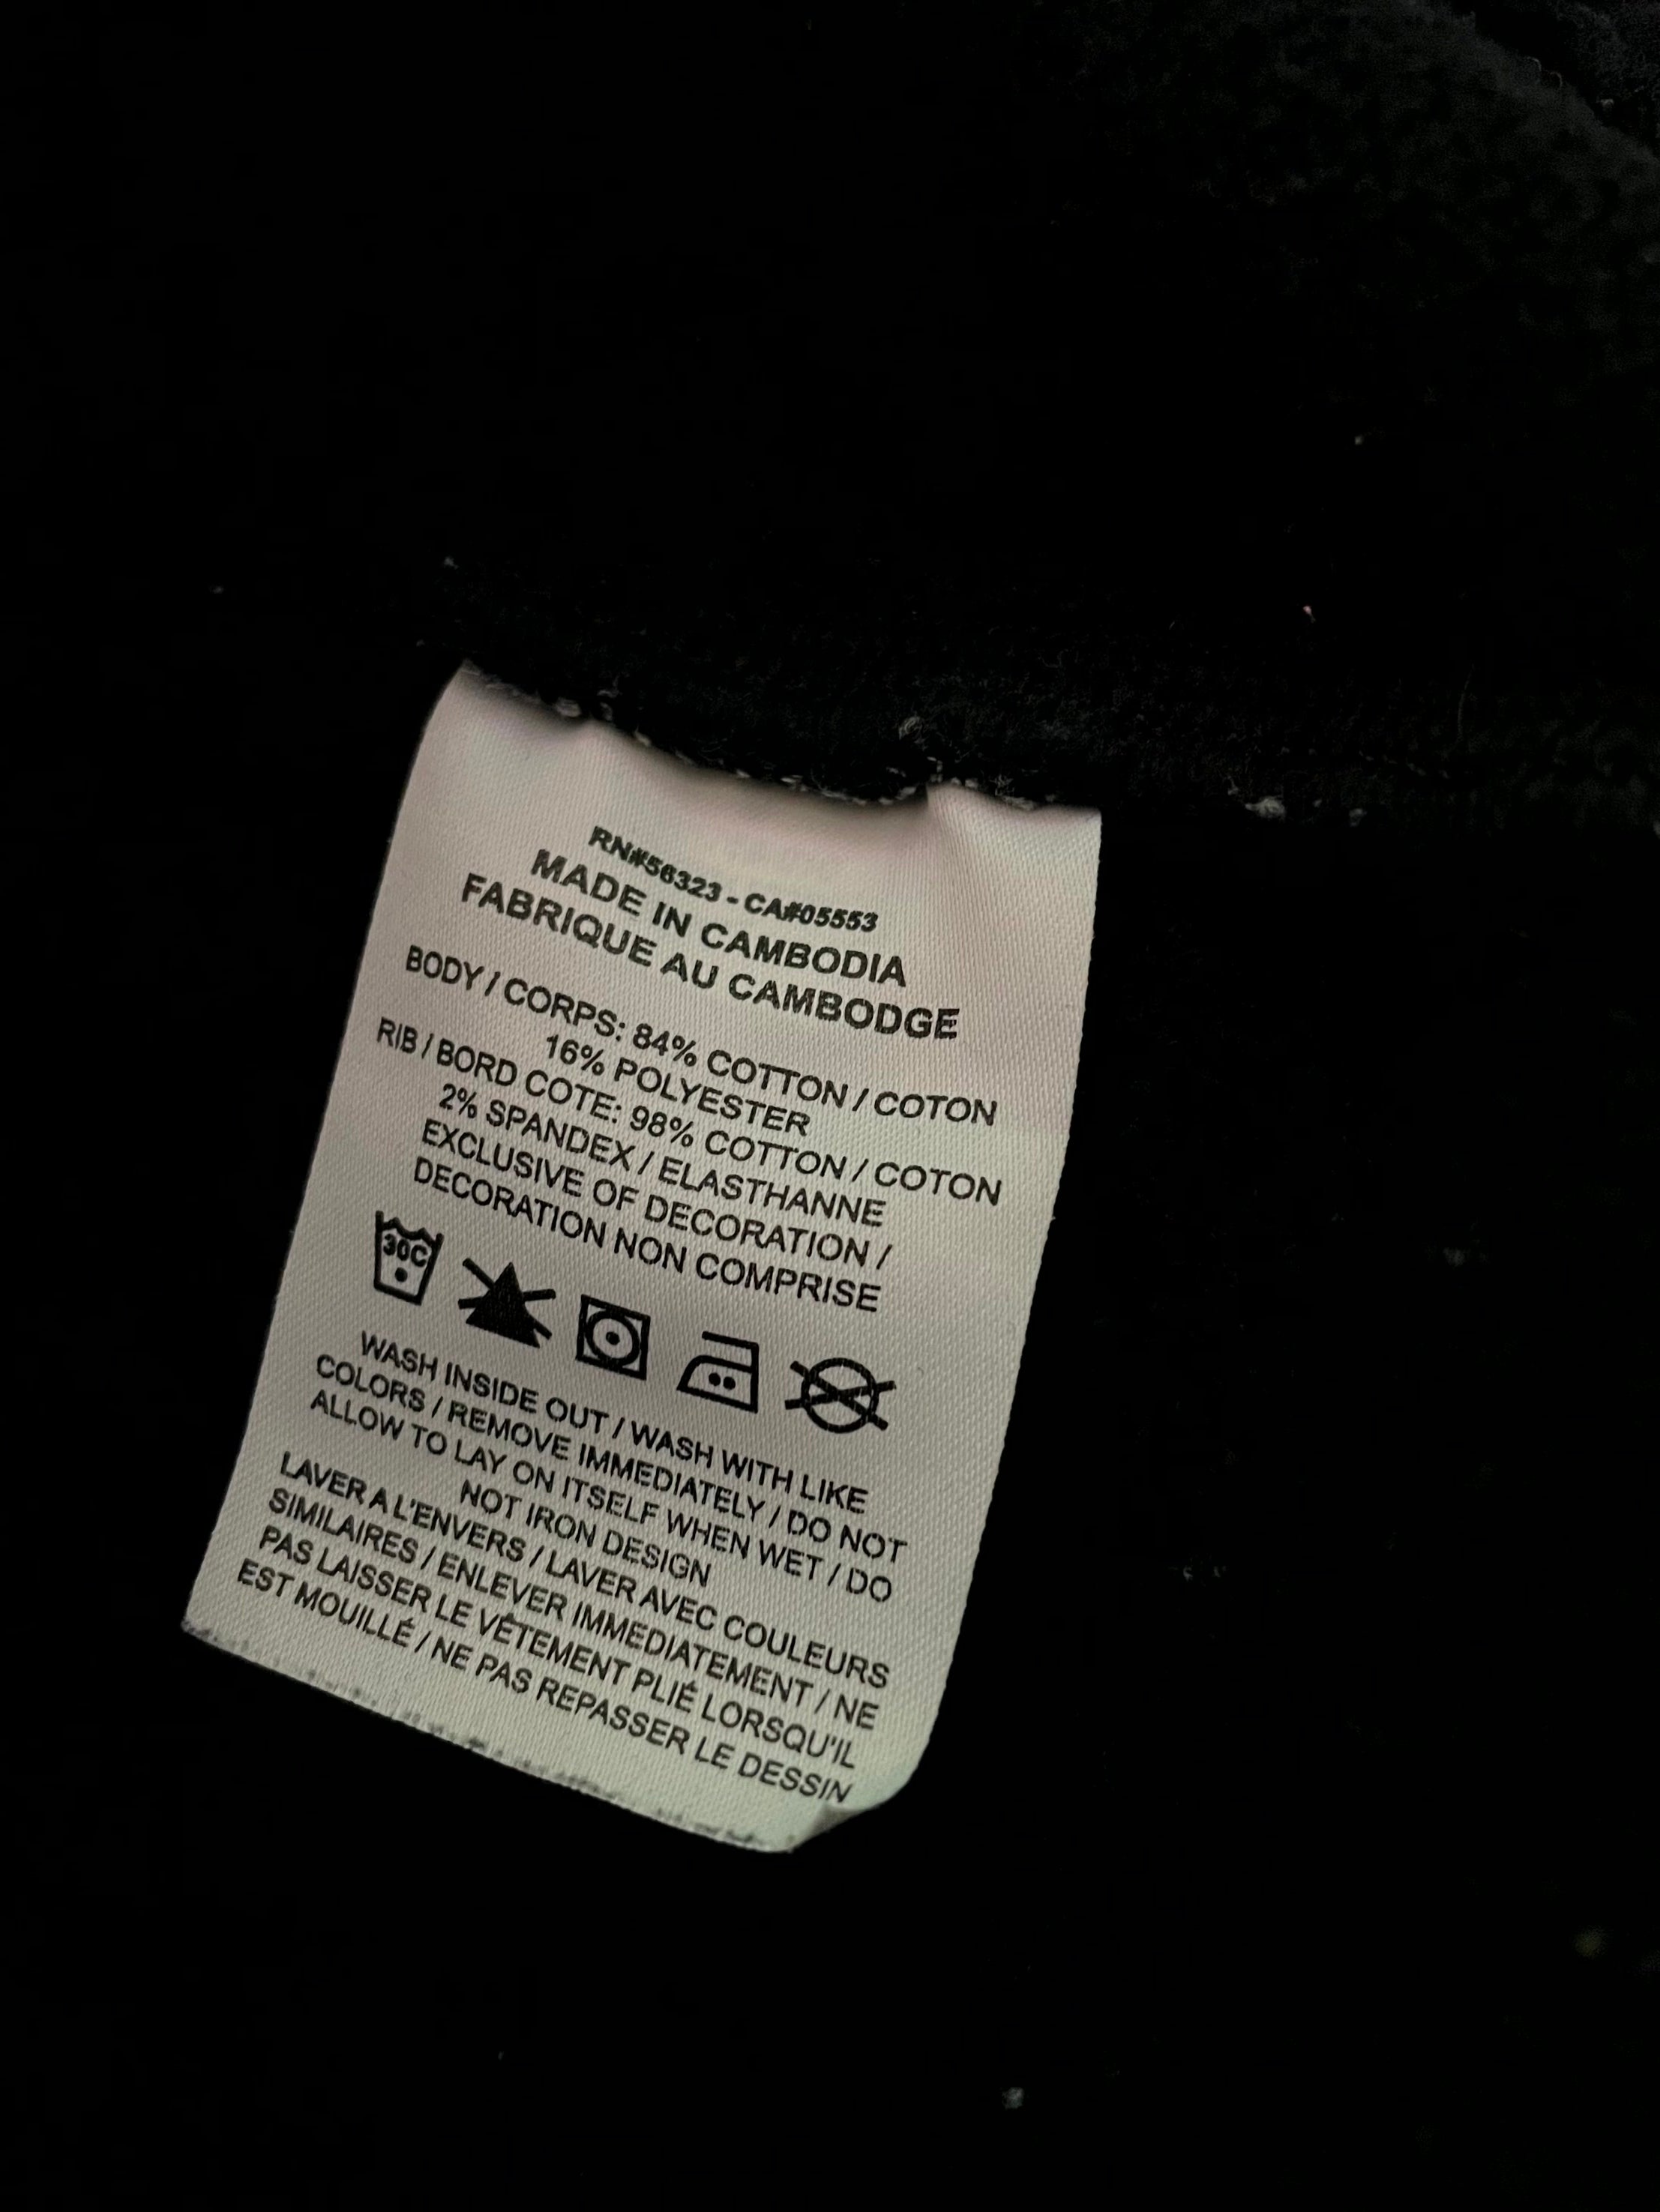 RN#56323 - CA#05553
MADE IN CAMBODIA
FABRIQUE AU CAMBODGE
BODY / CORPS: 84% COTTON / COTON
16% POLYESTER
RIB / BORD COTE: 98% COTTON / COTON
2% SPANDEX / ELASTHANNE
EXCLUSIVE OF DECORATION /
DECORATION NON COMPRISE
30C
WASH INSIDE OUT / WASH WITH LIKE
COLORS / REMOVE IMMEDIATELY / DO NOT
ALLOW TO LAY ON ITSELF WHEN WET / DO
NOT IRON DESIGN
LAVER A L'ENVERS / LAVER AVEC COULEURS
SIMILAIRES / ENLEVER IMMEDIATEMENT / NE
PAS LAISSER LE VÊTEMENT PLIÉ LORSQU'IL
EST MOUILLÉ / NE PAS REPASSER LE DESSIN